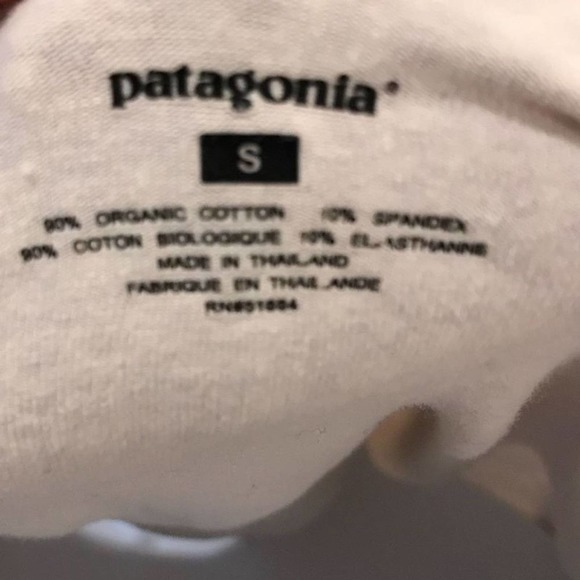 patagonia®
S
90% ORGANIC COTTON 10% SPANDEX
90% COTON BIOLOGIQUE 10% ELASTHANNE
MADE IN THAILAND
FABRIQUE EN THAILANDE